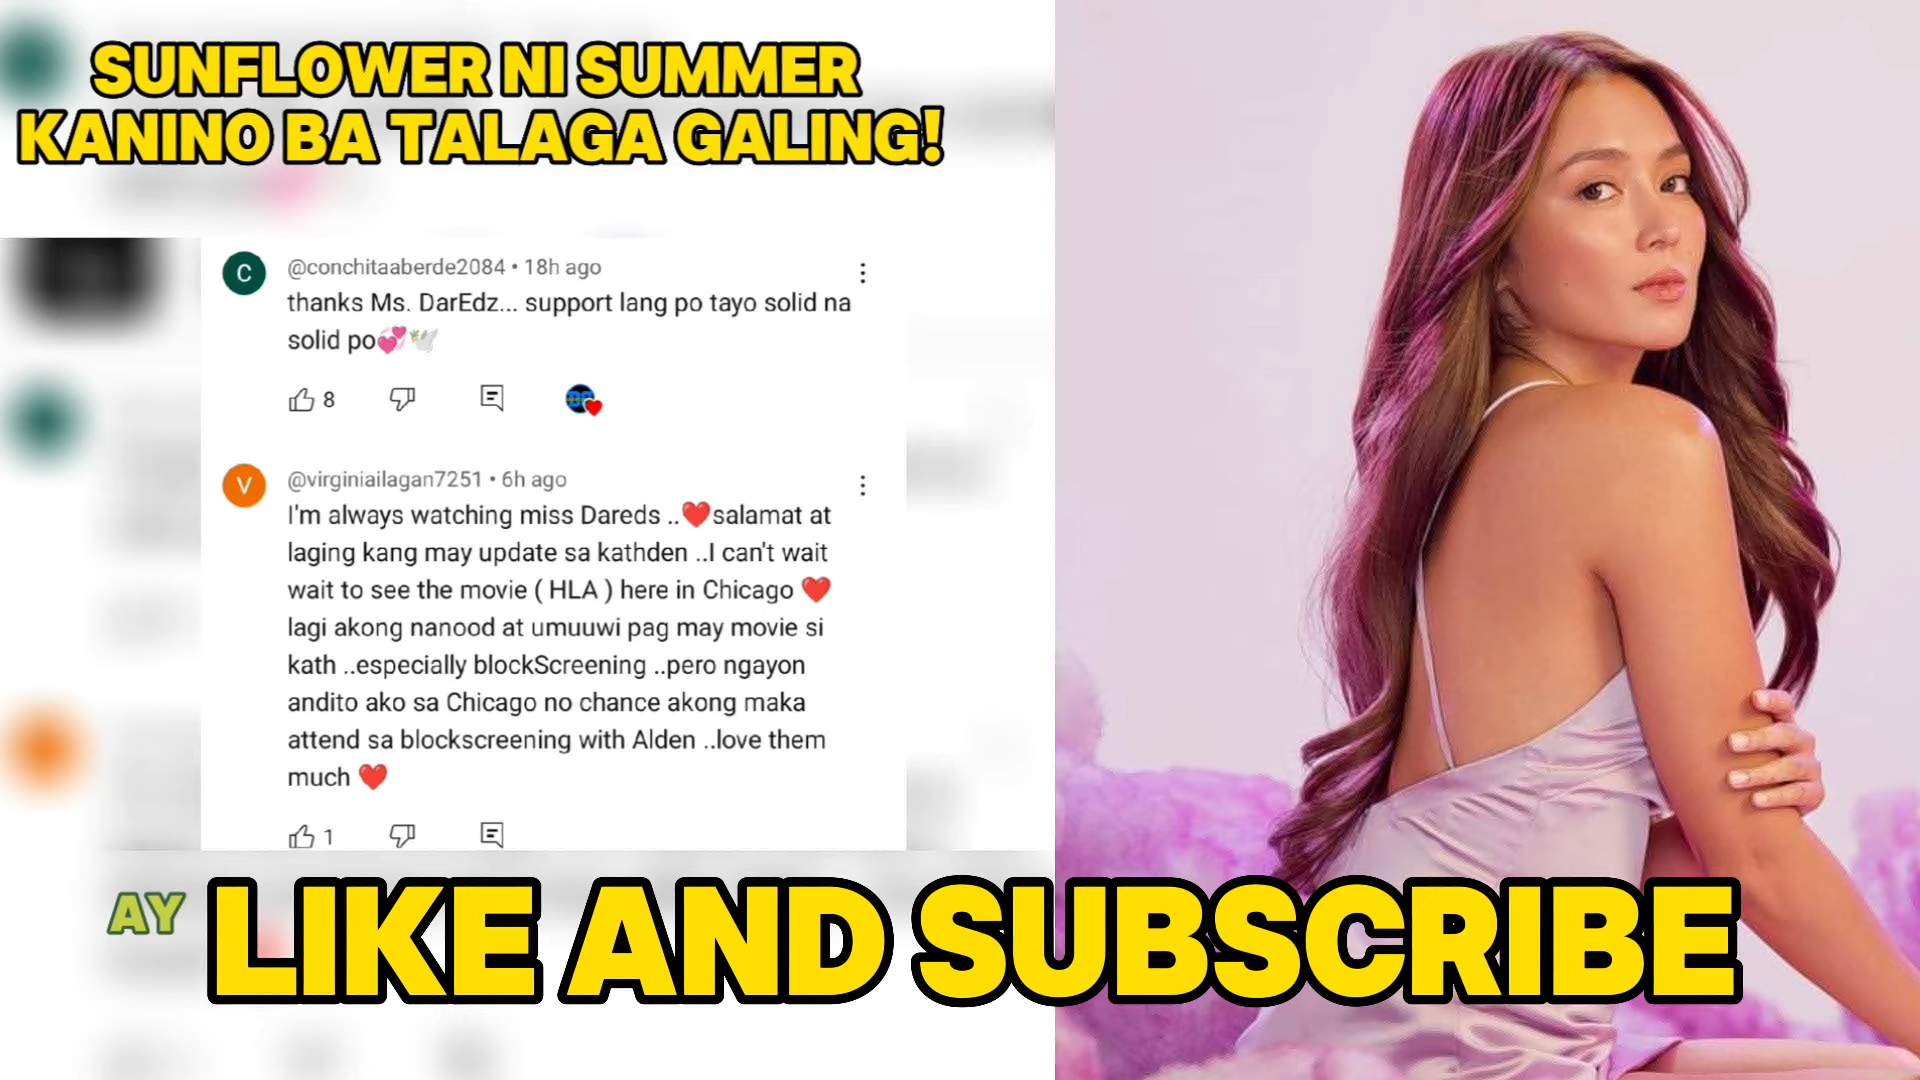 SUNFLOWER NI SUMMER
KANINO BA TALAGA GALING!
C
@conchitaaberde2084 • 18h ago
thanks Ms. DarEdz... support lang po tayo solid na
solid po💞🕊️
8
V
@virginiailagan7251 • 6h ago
I'm always watching miss Dareds ..❤️salamat at
laging kang may update sa kathden ..I can't wait
wait to see the movie ( HLA ) here in Chicago ❤️
lagi akong nanood at umuuwi pag may movie si
kath ..especially blockScreening ..pero ngayon
andito ako sa Chicago no chance akong maka
attend sa blockscreening with Alden ..love them
much ❤️
1
AY
LIKE AND SUBSCRIBE